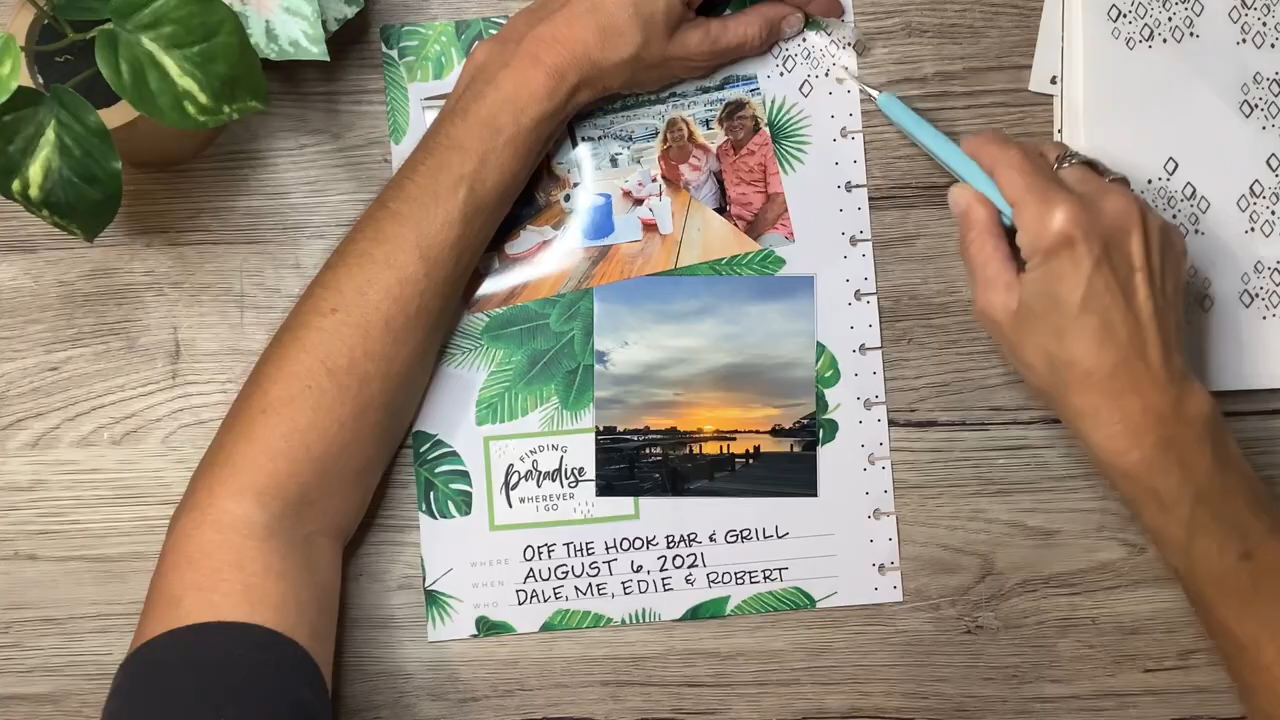 FINDING
paradise
WHEREVER
I GO
WHERE OFF THE HOOK BAR & GRILL
WHEN AUGUST 6, 2021
WHO DALE, ME, EDIE & ROBERT